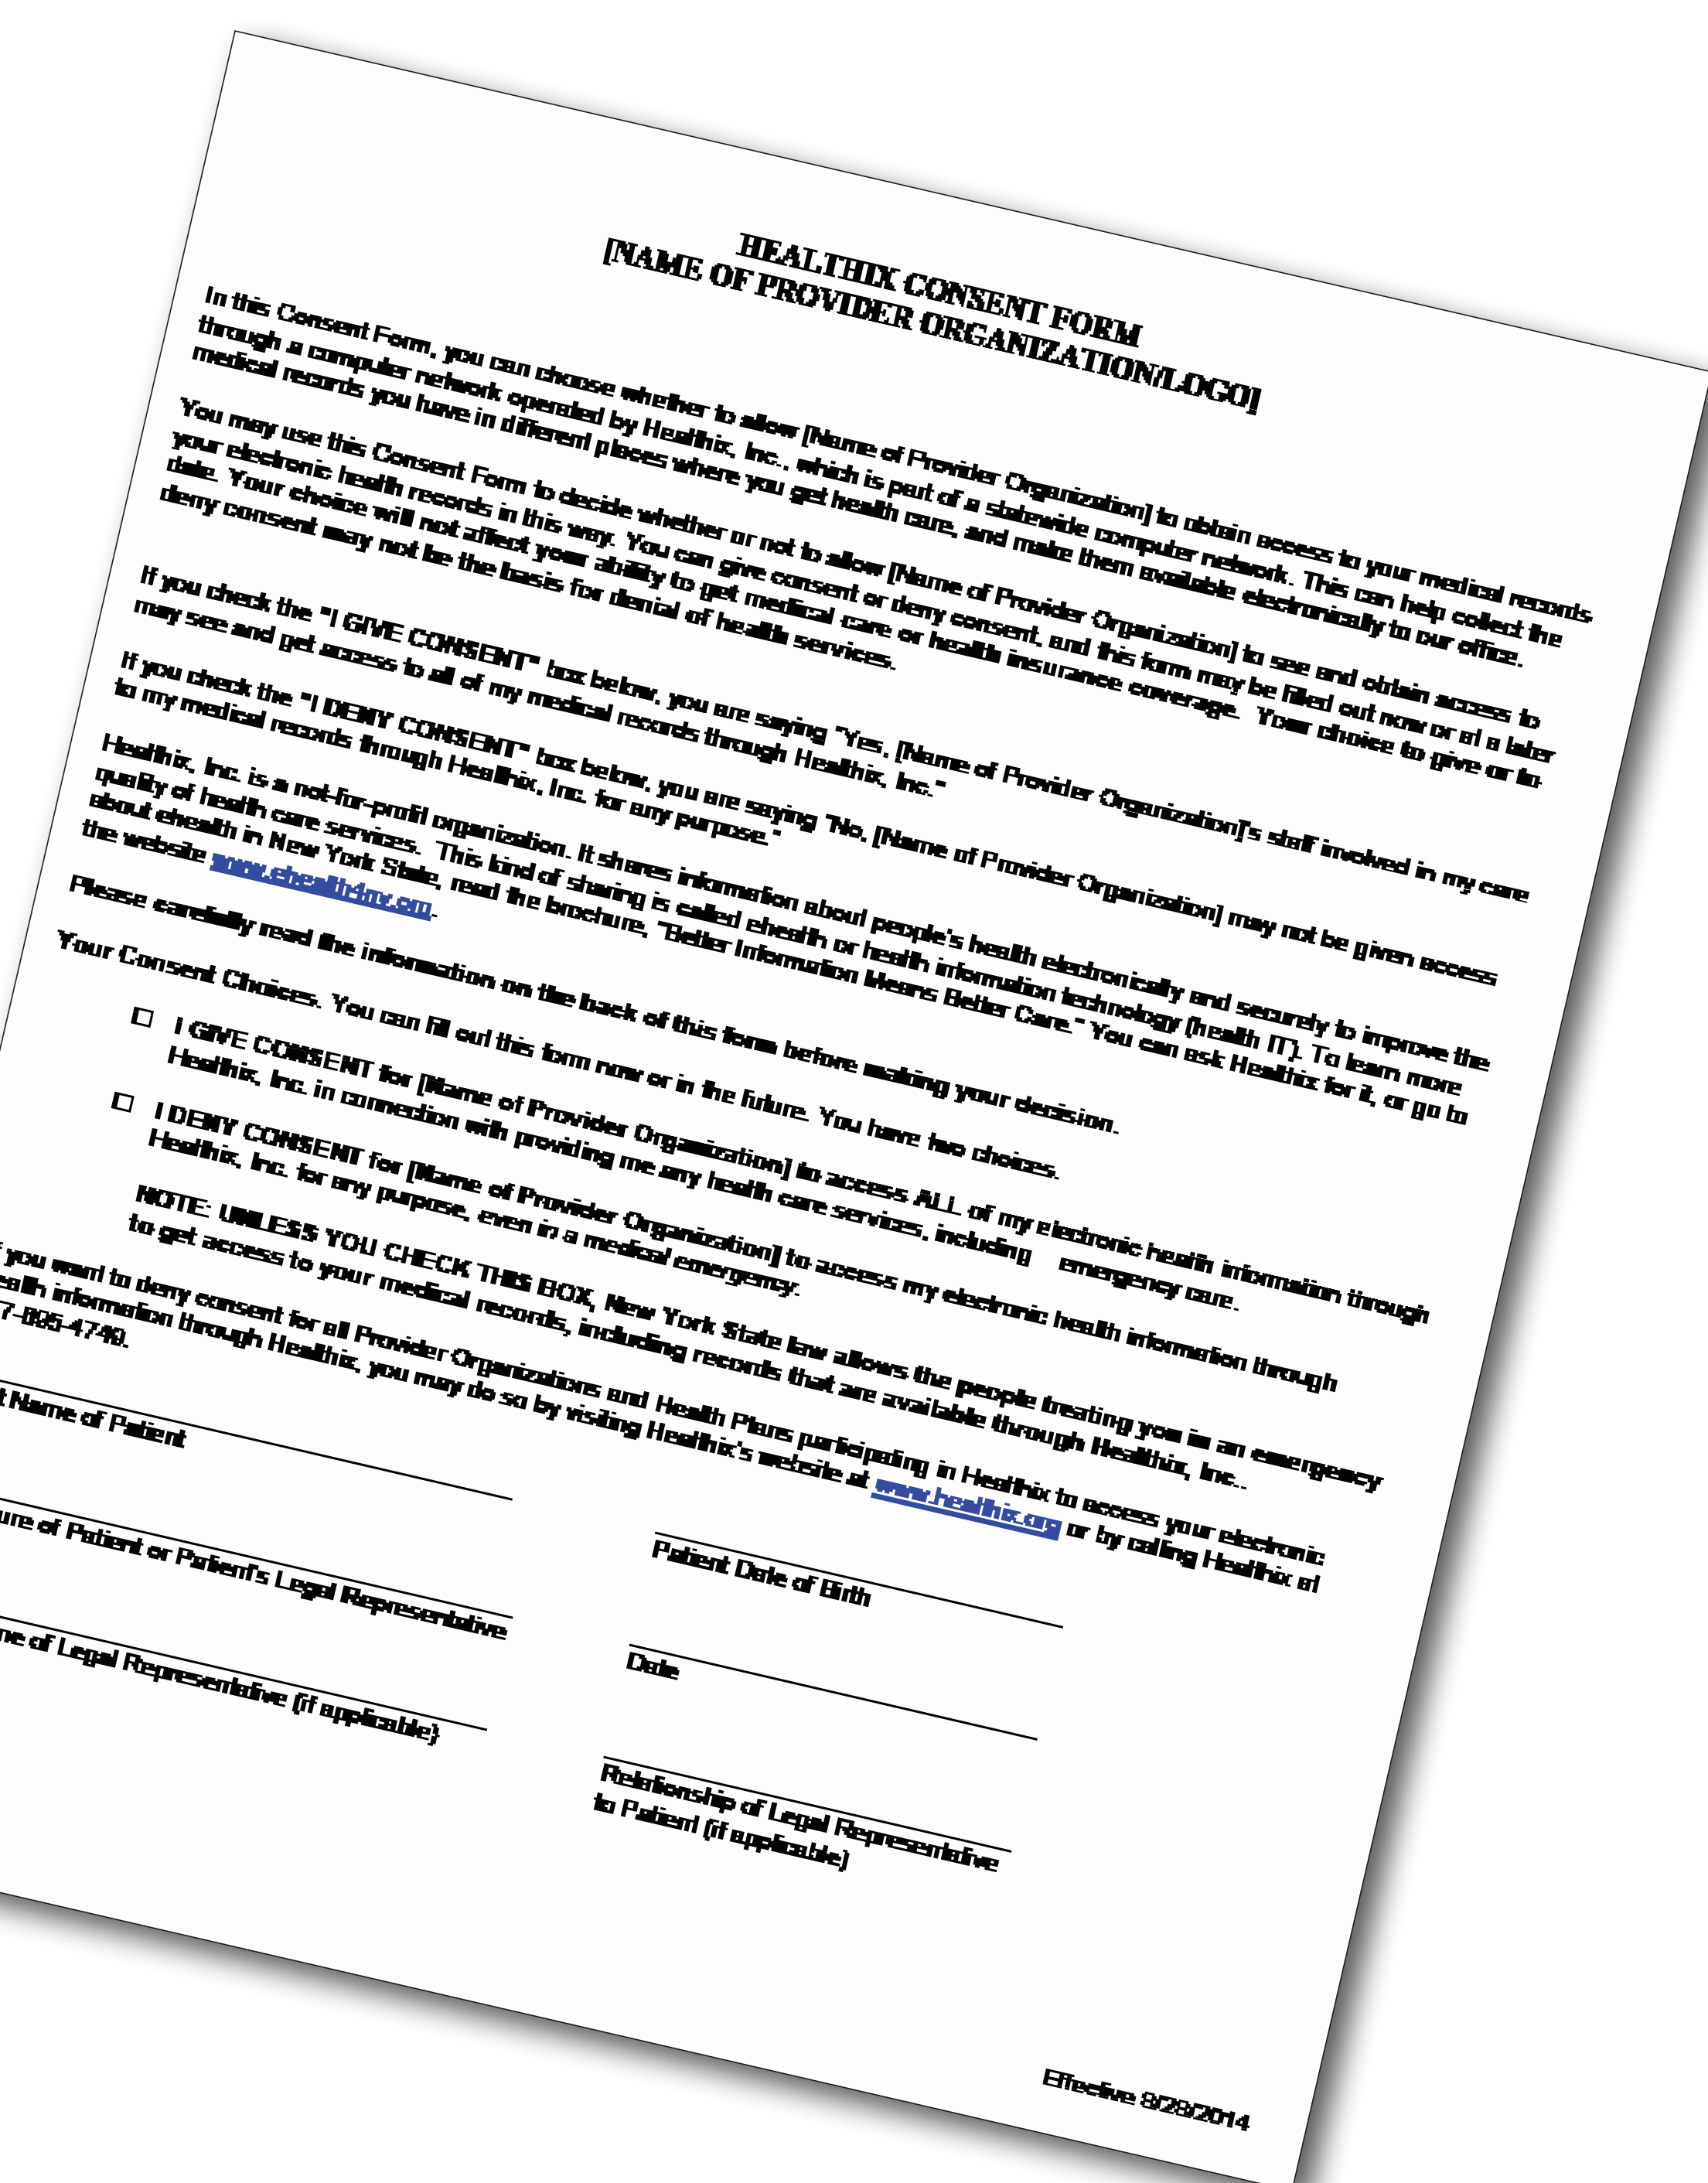 HEALTHIX CONSENT FORM
[NAME OF PROVIDER ORGANIZATION/LOGO]
In this Consent Form, you can choose whether to allow [Name of Provider Organization] to obtain access to your medical records
through a computer network operated by Healthix, Inc., which is part of a statewide computer network. This can help collect the
medical records you have in different places where you get health care, and make them available electronically to our office.
You may use this Consent Form to decide whether or not to allow [Name of Provider Organization] to see and obtain access to
your electronic health records in this way. You can give consent or deny consent, and this form may be filled out now or at a later
date. Your choice will not affect your ability to get medical care or health insurance coverage. Your choice to give or to
deny consent may not be the basis for denial of health services.
If you check the "I GIVE CONSENT" box below, you are saying "Yes, [Name of Provider Organization]'s staff involved in my care
may see and get access to all of my medical records through Healthix, Inc."
If you check the "I DENY CONSENT" box below, you are saying "No, [Name of Provider Organization] may not be given access
to my medical records through Healthix, Inc. for any purpose."
Healthix, Inc. is a not-for-profit organization. It shares information about people's health electronically and securely to improve the
quality of health care services. This kind of sharing is called ehealth or health information technology (health IT). To learn more
about ehealth in New York State, read the brochure, "Better Information Means Better Care." You can ask Healthix for it, or go to
the website www.ehealth4ny.org.
Please carefully read the information on the back of this form before making your decision.
Your Consent Choices. You can fill out this form now or in the future. You have two choices.
I GIVE CONSENT for [Name of Provider Organization] to access ALL of my electronic health information through
Healthix, Inc. in connection with providing me any health care services, including emergency care.
I DENY CONSENT for [Name of Provider Organization] to access my electronic health information through
Healthix, Inc. for any purpose, even in a medical emergency.
NOTE: UNLESS YOU CHECK THIS BOX, New York State law allows the people treating you in an emergency
to get access to your medical records, including records that are available through Healthix, Inc..
f you want to deny consent for all Provider Organizations and Health Plans participating in Healthix to access your electronic
ealth information through Healthix, you may do so by visiting Healthix's website at www.healthix.org or by calling Healthix at
7-695-4749.
t Name of Patient
Patient Date of Birth
ure of Patient or Patient's Legal Representative
Date
me of Legal Representative (if applicable)
Relationship of Legal Representative
to Patient (if applicable)
Effective 8/28/2014